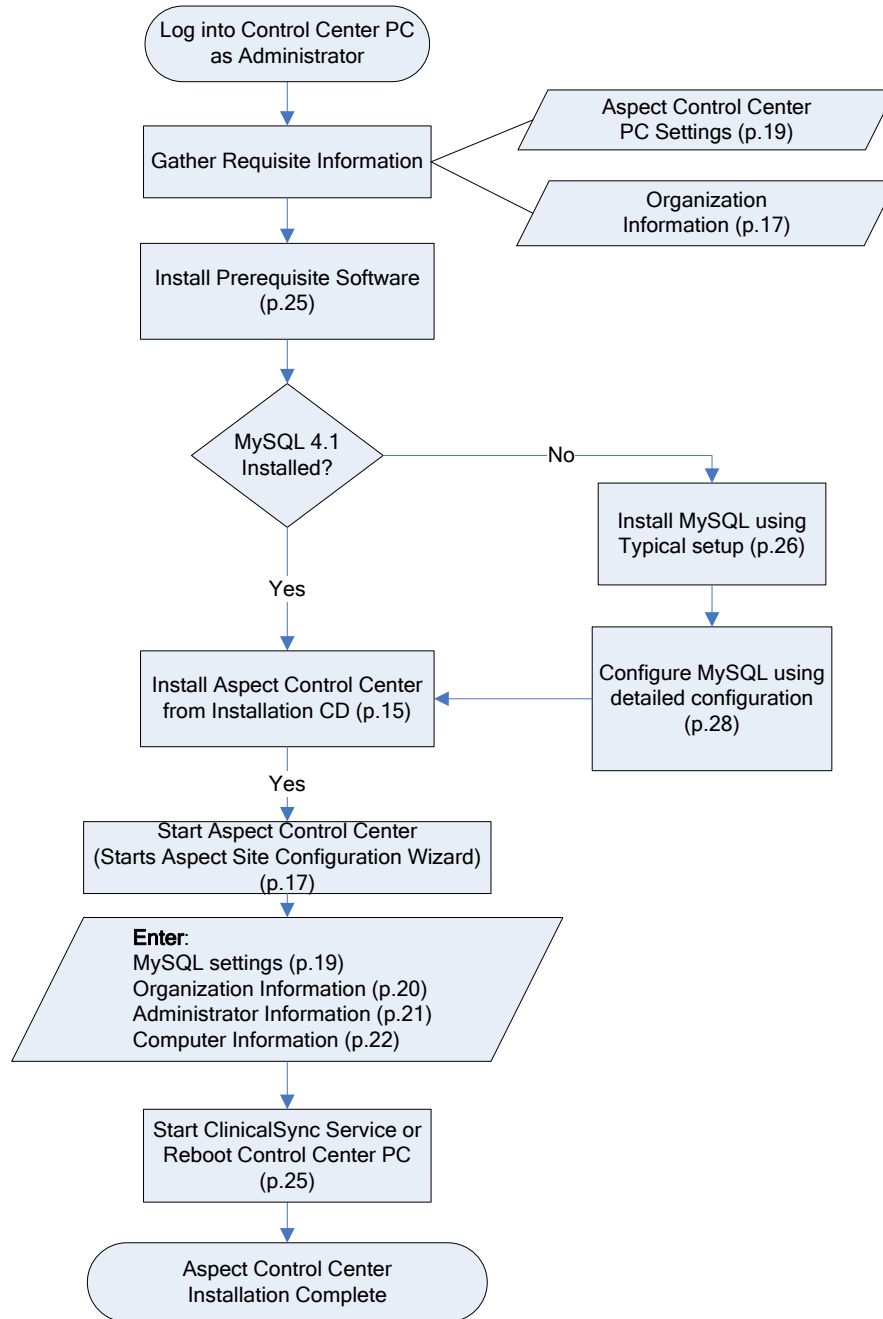 Log into Control Center PC
as Administrator
Gather Requisite Information
Aspect Control Center
PC Settings (p.19)
Organization
Information (p.17)
Install Prerequisite Software
(p.25)
MySQL 4.1
Installed?
No
Install MySQL using
Typical setup (p.26)
Yes
Configure MySQL using
detailed configuration
(p.28)
Install Aspect Control Center
from Installation CD (p.15)
Yes
Start Aspect Control Center
(Starts Aspect Site Configuration Wizard)
(p.17)
Enter:
MySQL settings (p.19)
Organization Information (p.20)
Administrator Information (p.21)
Computer Information (p.22)
Start ClinicalSync Service or
Reboot Control Center PC
(p.25)
Aspect Control Center
Installation Complete